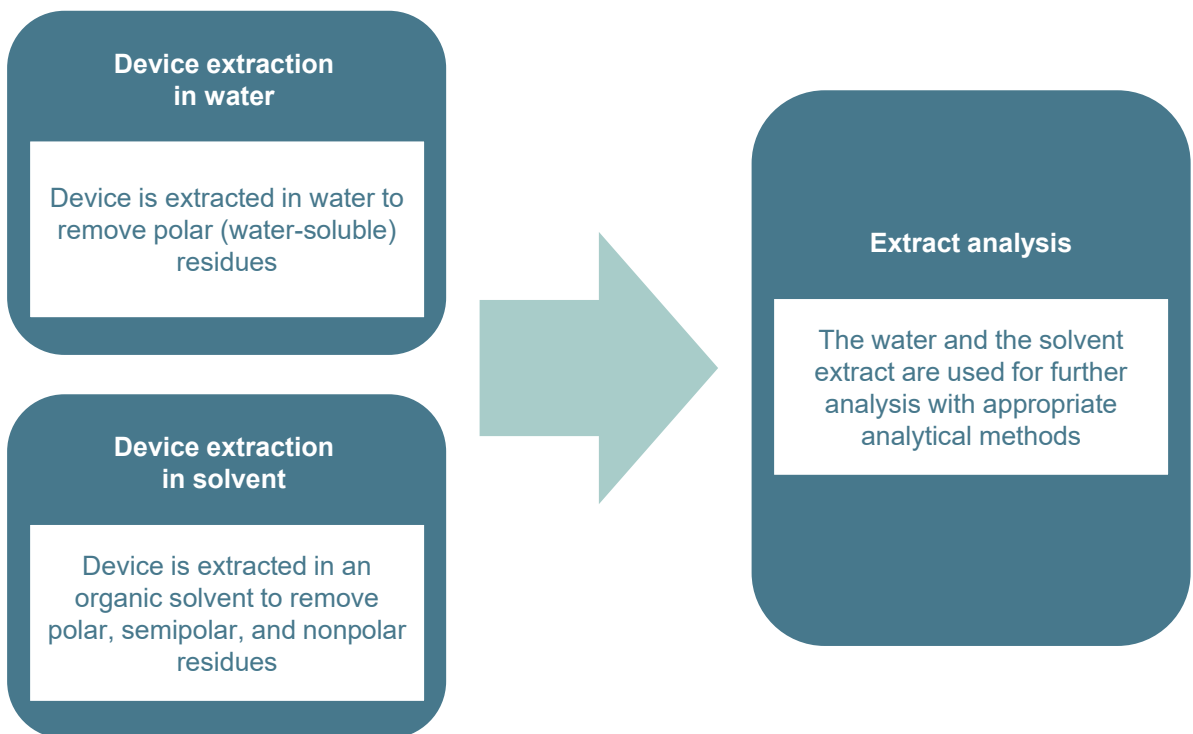 Device extraction
in water
Device is extracted in water to
remove polar (water-soluble)
residues
Device extraction
in solvent
Device is extracted in an
organic solvent to remove
polar, semipolar, and nonpolar
residues
Extract analysis
The water and the solvent
extract are used for further
analysis with appropriate
analytical methods